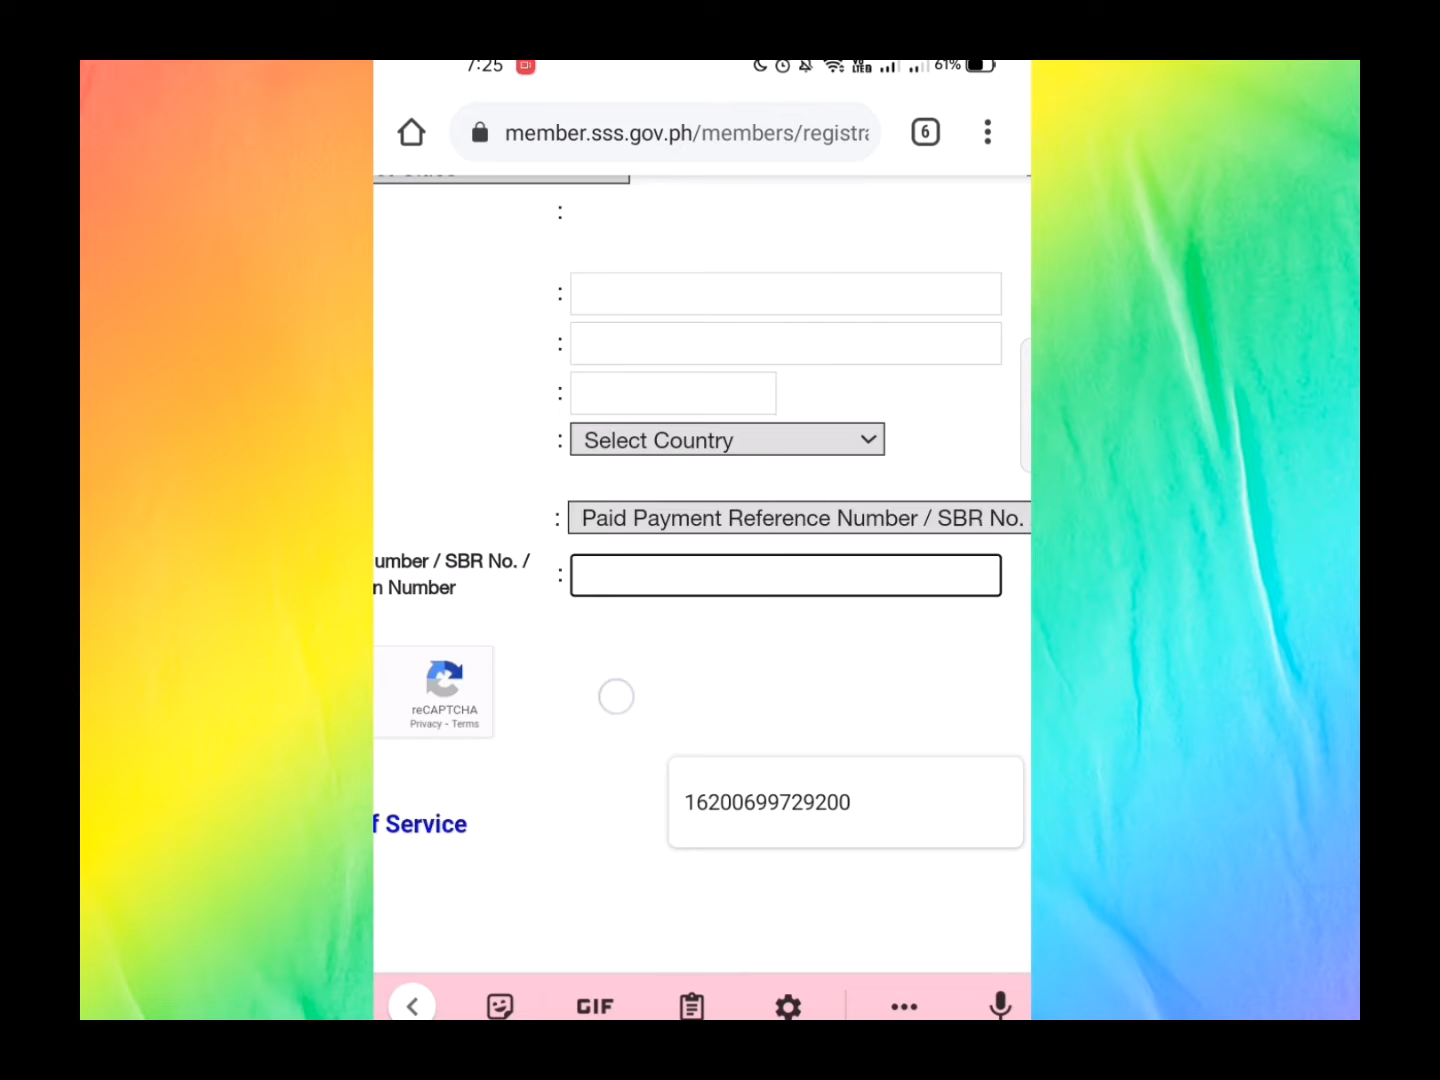 7:25 61%
member.sss.gov.ph/members/registra 6
:
:
:
:
: Select Country
: Paid Payment Reference Number / SBR No.
umber / SBR No. /
n Number :
reCAPTCHA
Privacy - Terms
16200699729200
f Service
GIF